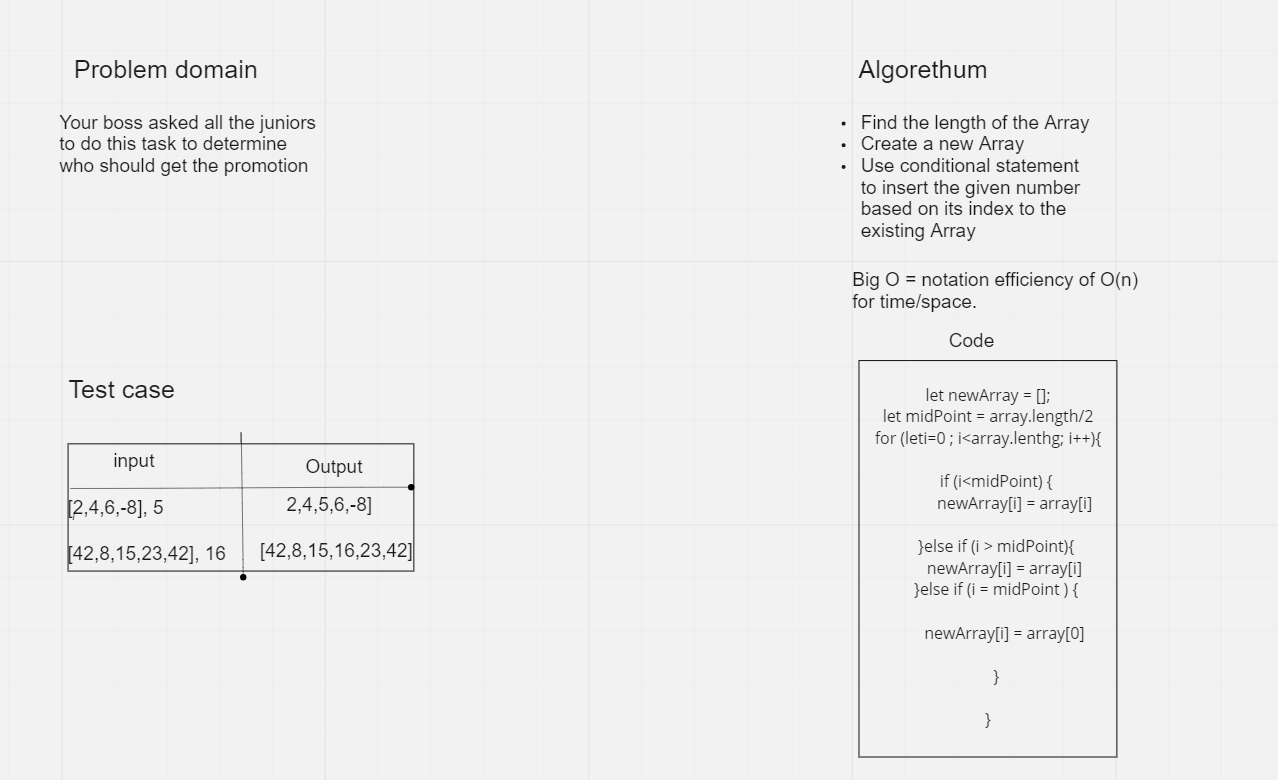 Problem domain
Your boss asked all the juniors
to do this task to determine
who should get the promotion
Test case
input
Output
[2,4,6,-8], 5
2,4,5,6,-8]
[42,8,15,23,42], 16
[42,8,15,16,23,42]
Algorethum
• Find the length of the Array
• Create a new Array
• Use conditional statement
to insert the given number
based on its index to the
existing Array
Big O = notation efficiency of O(n)
for time/space.
Code
let newArray = [];
let midPoint = array.length/2
for (leti=0 ; i<array.lenthg; i++){
if (i<midPoint) {
newArray[i] = array[i]
}else if (i > midPoint){
newArray[i] = array[i]
}else if (i = midPoint ) {
newArray[i] = array[0]
}
}